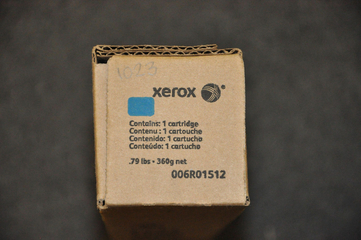 xerox
Contains: 1 cartridge
Contenu : 1 cartouche
Contenido: 1 cartucho
Conteúdo: 1 cartucho
.79 lbs • 360g net
006R01512